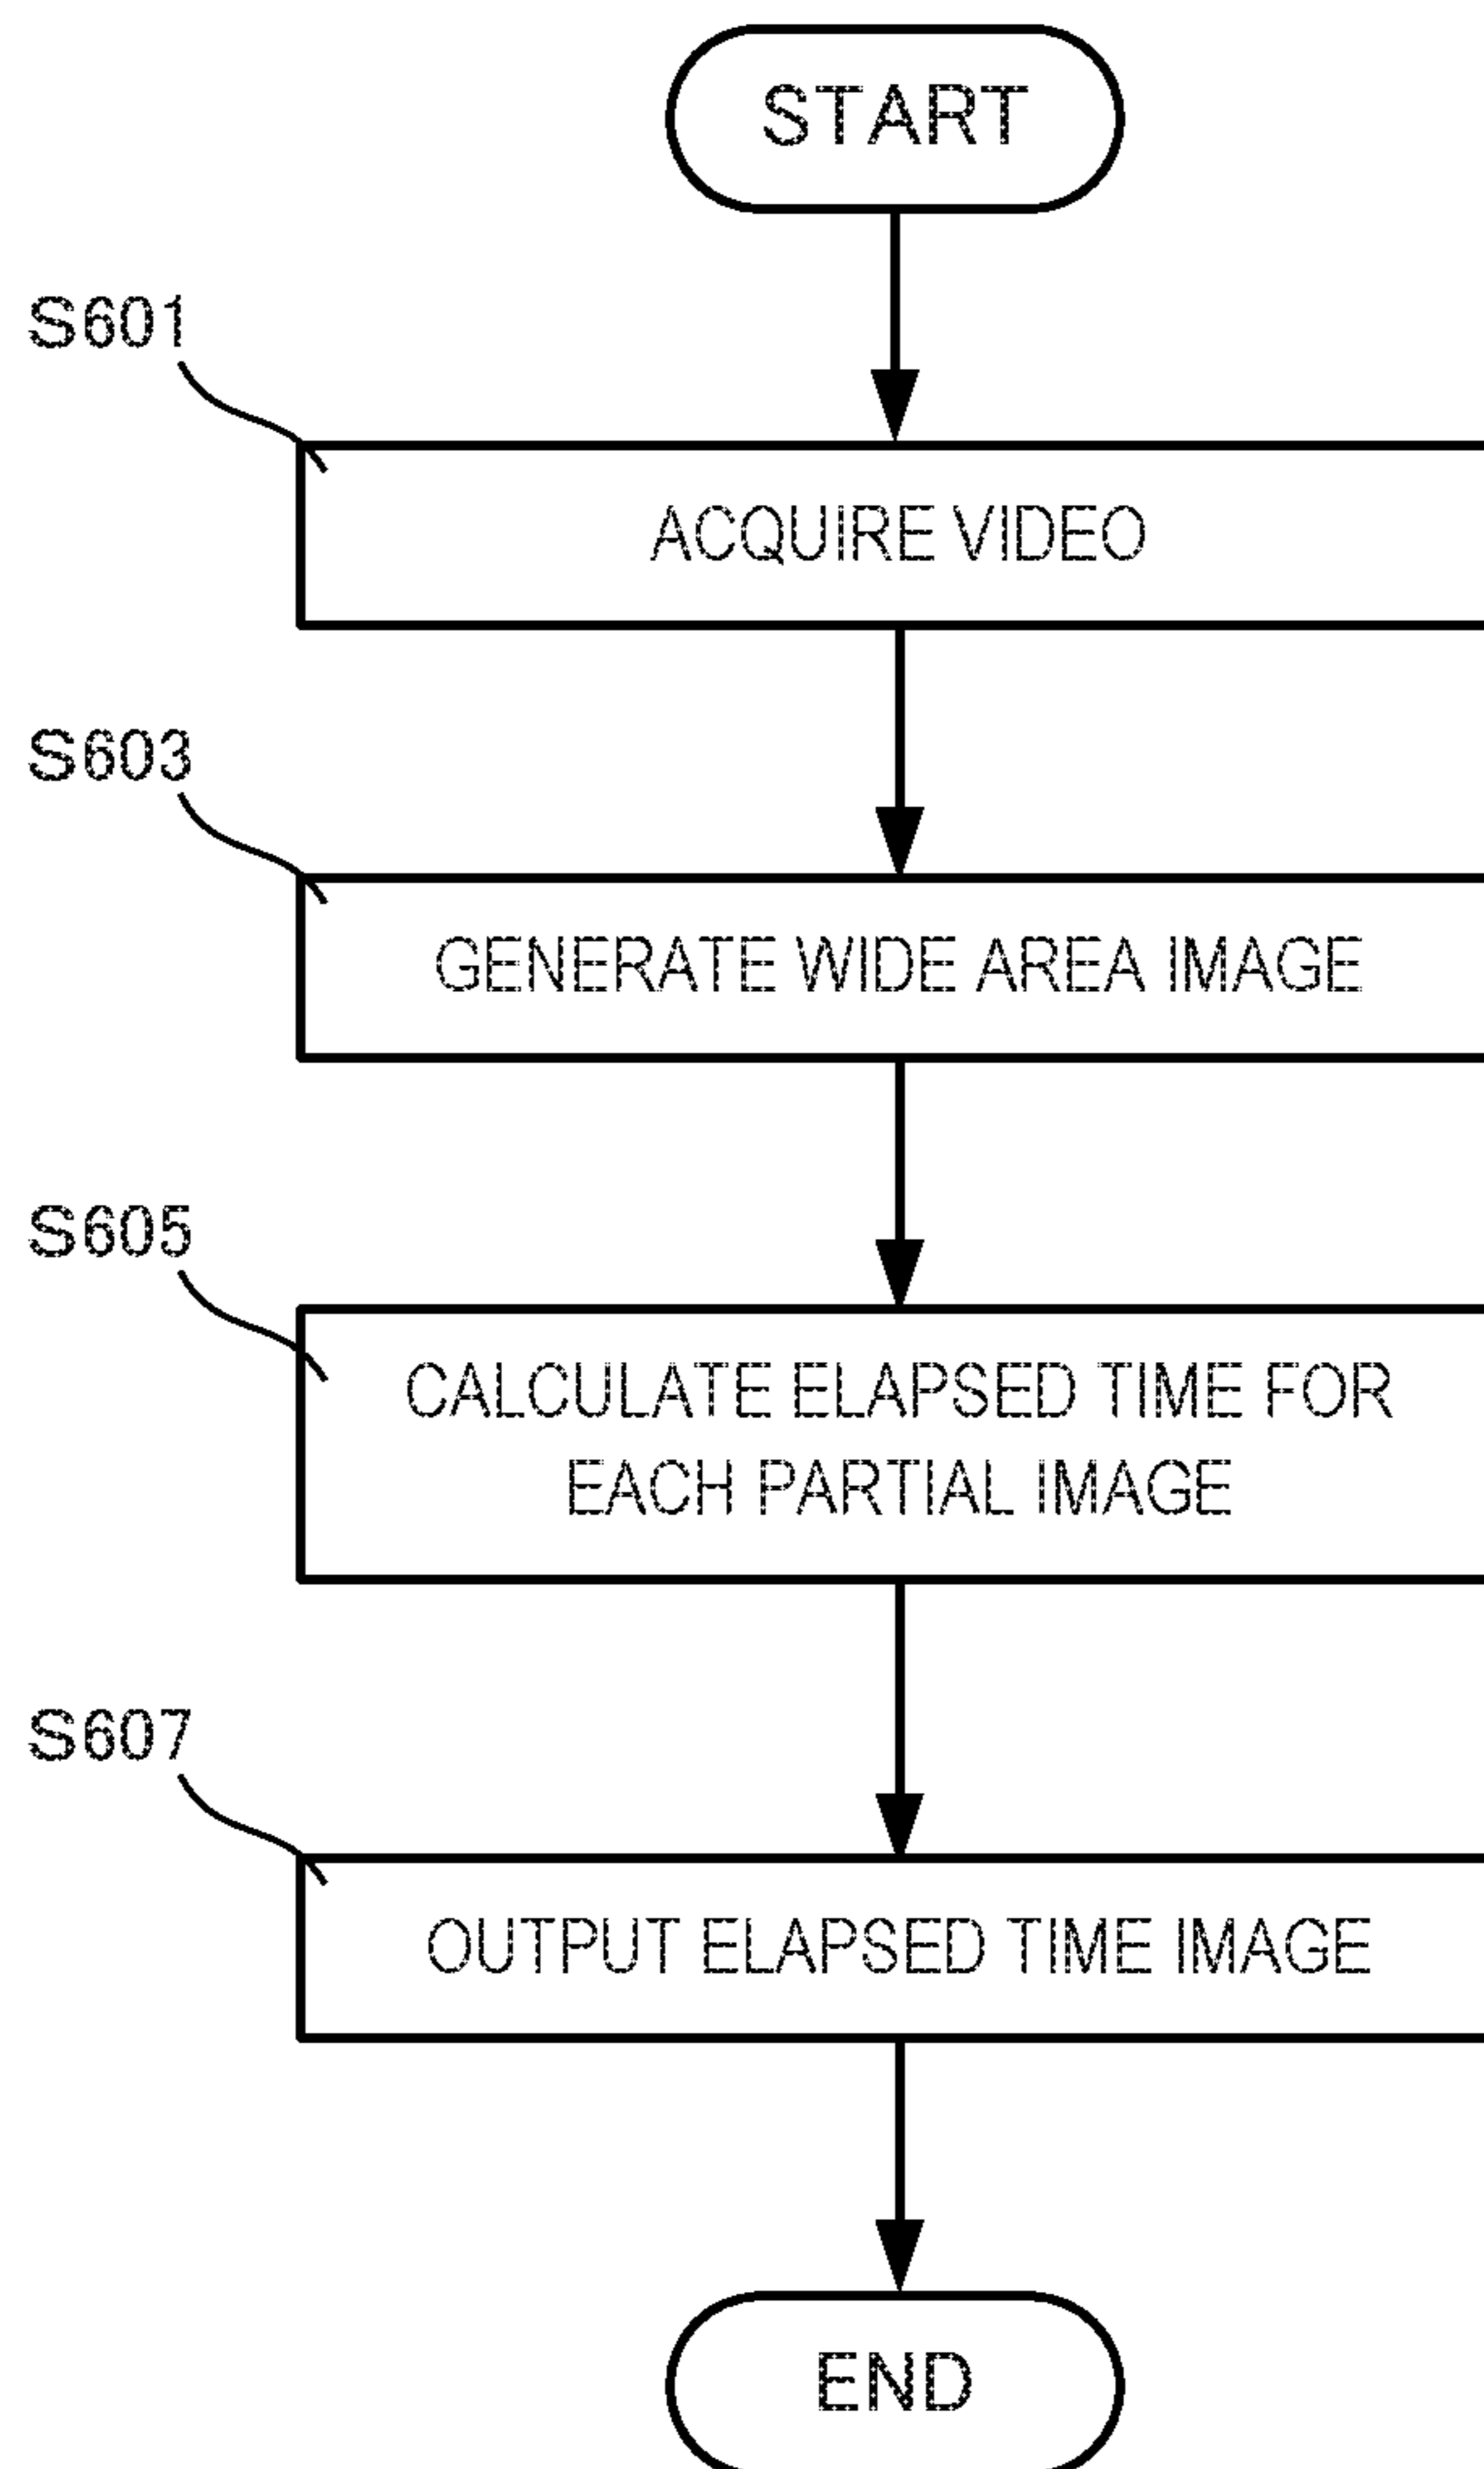 START
S601
ACQUIRE VIDEO
S603
GENERATE WIDE AREA IMAGE
S605
CALCULATE ELAPSED TIME FOR
EACH PARTIAL IMAGE
S607
OUTPUT ELAPSED TIME IMAGE
END